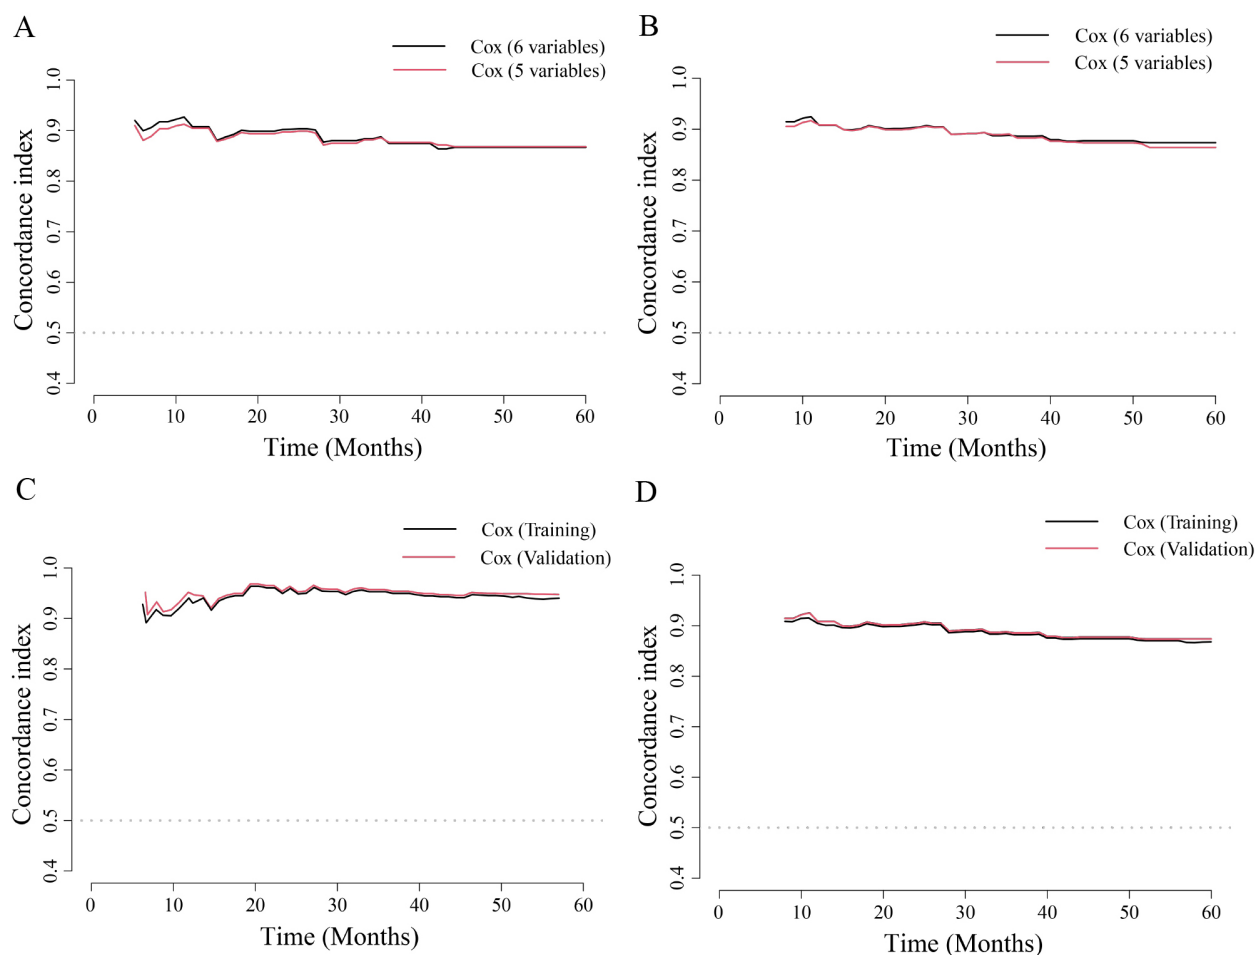 A
Cox (6 variables)
Cox (5 variables)
Concordance index
1.0
0.9
0.8
0.7
0.6
0.5
0.4
0 10 20 30 40 50 60
Time (Months)
B
Cox (6 variables)
Cox (5 variables)
Concordance index
1.0
0.9
0.8
0.7
0.6
0.5
0.4
0 10 20 30 40 50 60
Time (Months)
C
Cox (Training)
Cox (Validation)
Concordance index
1.0
0.9
0.8
0.7
0.6
0.5
0.4
0 10 20 30 40 50 60
Time (Months)
D
Cox (Training)
Cox (Validation)
Concordance index
1.0
0.9
0.8
0.7
0.6
0.5
0.4
0 10 20 30 40 50 60
Time (Months)